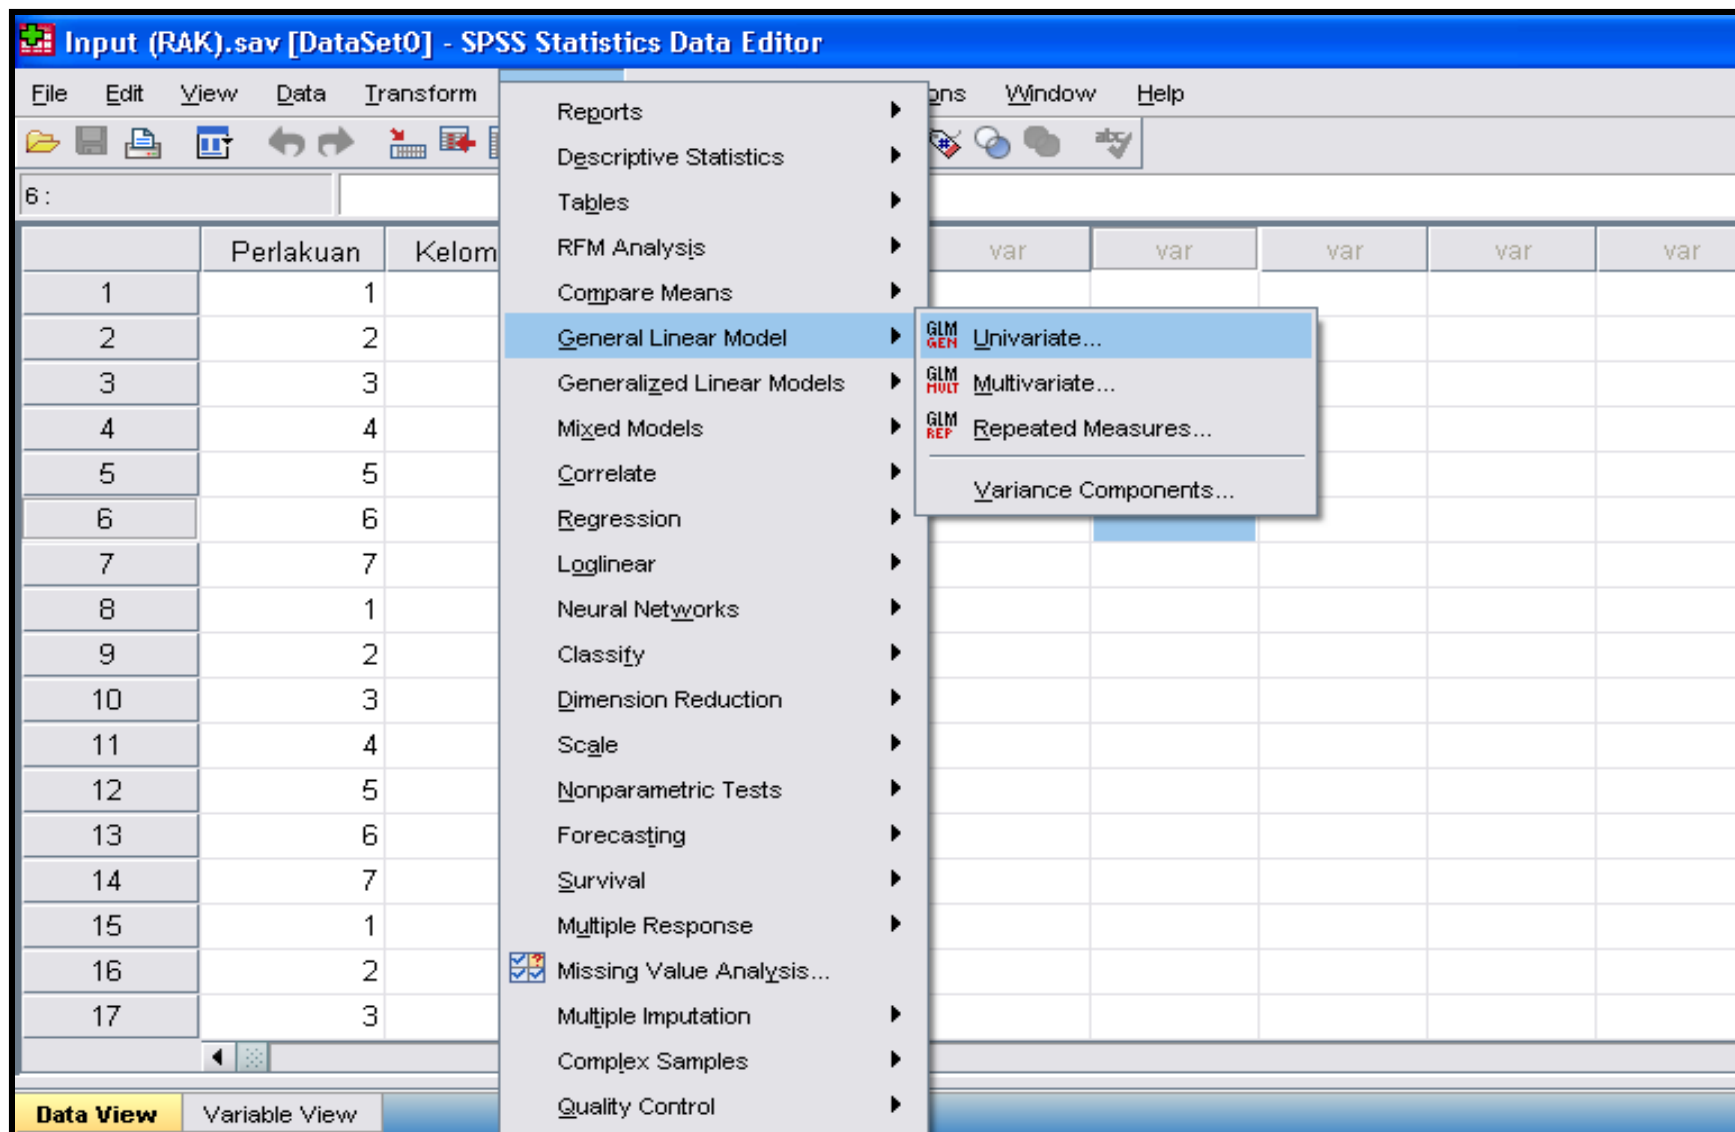 Input (RAK).sav [DataSet0] - SPSS Statistics Data Editor
File Edit View Data Transform ons Window Help
6 :
Perlakuan Kelom var var var var var
1 1
2 2
3 3
4 4
5 5
6 6
7 7
8 1
9 2
10 3
11 4
12 5
13 6
14 7
15 1
16 2
17 3
Reports
Descriptive Statistics
Tables
RFM Analysis
Compare Means
General Linear Model
Generalized Linear Models
Mixed Models
Correlate
Regression
Loglinear
Neural Networks
Classify
Dimension Reduction
Scale
Nonparametric Tests
Forecasting
Survival
Multiple Response
Missing Value Analysis...
Multiple Imputation
Complex Samples
Quality Control
GLM GEN Univariate...
GLM MULT Multivariate...
GLM REP Repeated Measures...
Variance Components...
Data View Variable View